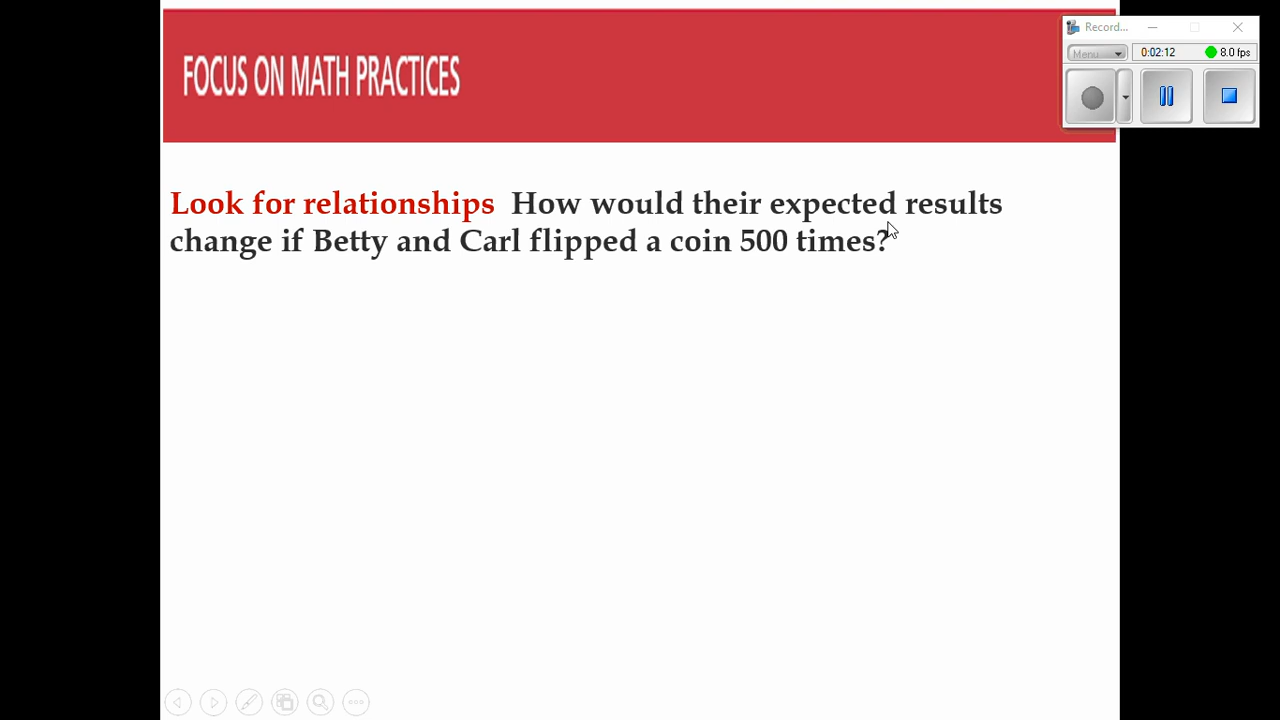 FOCUS ON MATH PRACTICES
Record...
Menu
0:02:12
8.0 fps
Look for relationships How would their expected results
change if Betty and Carl flipped a coin 500 times?